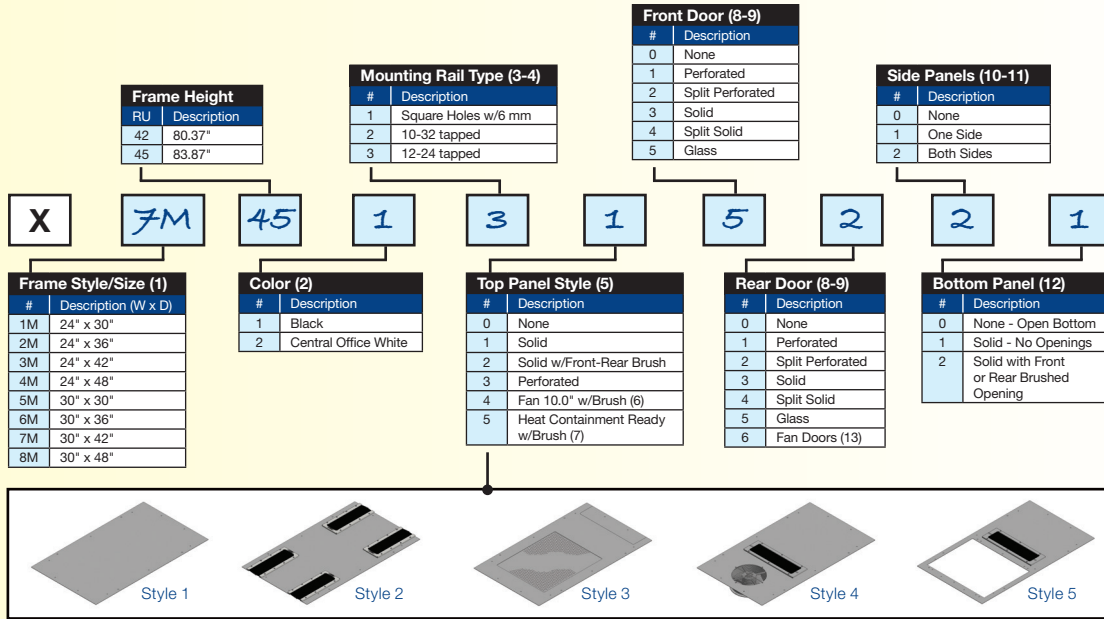 Front Door (8-9)
# Description
0 None
1 Perforated
2 Split Perforated
3 Solid
4 Split Solid
5 Glass
Mounting Rail Type (3-4)
# Description
1 Square Holes w/6 mm
2 10-32 tapped
3 12-24 tapped
Side Panels (10-11)
# Description
0 None
1 One Side
2 Both Sides
Frame Height
RU Description
42 80.37"
45 83.87"
X 7M 45 1 3 1 5 2 2 1
Frame Style/Size (1)
# Description (W x D)
1M 24" x 30"
2M 24" x 36"
3M 24" x 42"
4M 24" x 48"
5M 30" x 30"
6M 30" x 36"
7M 30" x 42"
8M 30" x 48"
Color (2)
# Description
1 Black
2 Central Office White
Top Panel Style (5)
# Description
0 None
1 Solid
2 Solid w/Front-Rear Brush
3 Perforated
4 Fan 10.0" w/Brush (6)
5 Heat Containment Ready
w/Brush (7)
Rear Door (8-9)
# Description
0 None
1 Perforated
2 Split Perforated
3 Solid
4 Split Solid
5 Glass
6 Fan Doors (13)
Bottom Panel (12)
# Description
0 None - Open Bottom
1 Solid - No Openings
2 Solid with Front
or Rear Brushed
Opening
Style 1 Style 2 Style 3 Style 4 Style 5